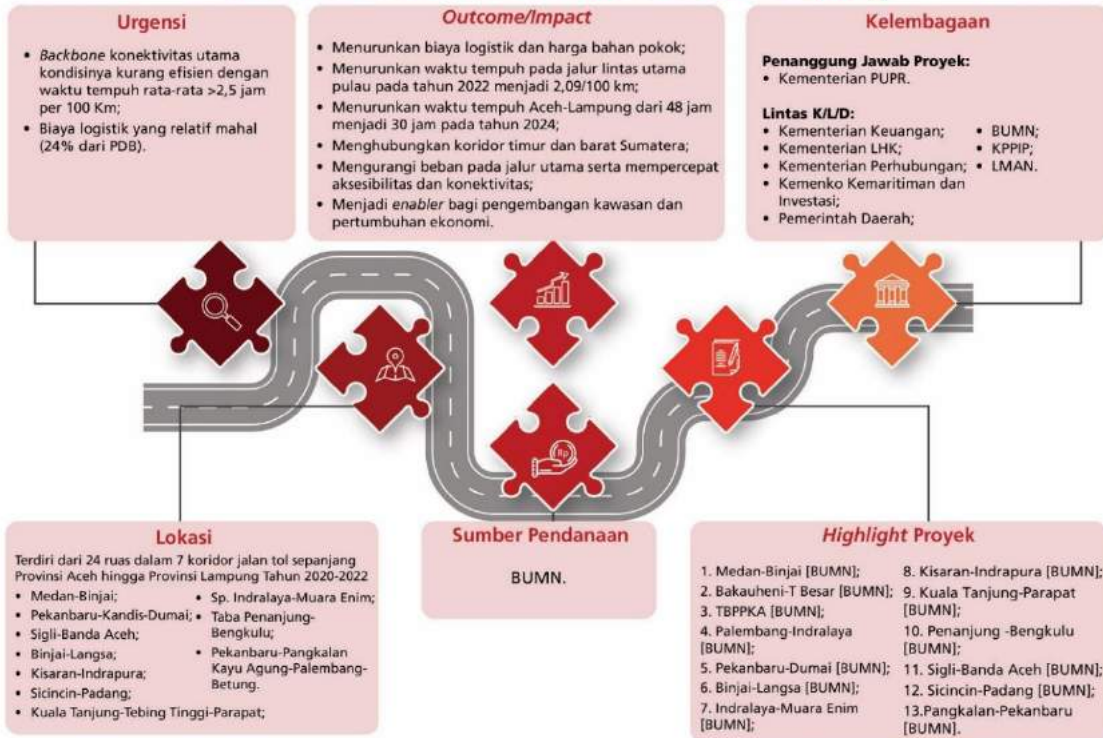 Urgensi
• Backbone konektivitas utama
kondisinya kurang efisien dengan
waktu tempuh rata-rata >2,5 jam
per 100 Km;
• Biaya logistik yang relatif mahal
(24% dari PDB).
Outcome/Impact
• Menurunkan biaya logistik dan harga bahan pokok;
• Menurunkan waktu tempuh pada jalur lintas utama
pulau pada tahun 2022 menjadi 2,09/100 km;
• Menurunkan waktu tempuh Aceh-Lampung dari 48 jam
menjadi 30 jam pada tahun 2024;
• Menghubungkan koridor timur dan barat Sumatera;
• Mengurangi beban pada jalur utama serta mempercepat
aksesibilitas dan konektivitas;
• Menjadi enabler bagi pengembangan kawasan dan
pertumbuhan ekonomi.
Kelembagaan
Penanggung Jawab Proyek:
• Kementerian PUPR.
Lintas K/L/D:
• Kementerian Keuangan;
• Kementerian LHK;
• Kementerian Perhubungan;
• Kemenko Kemaritiman dan
Investasi;
• Pemerintah Daerah;
• BUMN;
• KPPIP;
• LMAN.
Rp
Lokasi
Terdiri dari 24 ruas dalam 7 koridor jalan tol sepanjang
Provinsi Aceh hingga Provinsi Lampung Tahun 2020-2022
• Medan-Binjai;
• Pekanbaru-Kandis-Dumai;
• Sigli-Banda Aceh;
• Binjai-Langsa;
• Kisaran-Indrapura;
• Sicincin-Padang;
• Kuala Tanjung-Tebing Tinggi-Parapat;
• Sp. Indralaya-Muara Enim;
• Taba Penanjung-
Bengkulu;
• Pekanbaru-Pangkalan
Kayu Agung-Palembang-
Betung.
Sumber Pendanaan
BUMN.
Highlight Proyek
1. Medan-Binjai [BUMN];
2. Bakauheni-T Besar [BUMN];
3. TBPPKA [BUMN];
4. Palembang-Indralaya
[BUMN];
5. Pekanbaru-Dumai [BUMN];
6. Binjai-Langsa [BUMN];
7. Indralaya-Muara Enim
[BUMN];
8. Kisaran-Indrapura [BUMN];
9. Kuala Tanjung-Parapat
[BUMN];
10. Penanjung -Bengkulu
[BUMN];
11. Sigli-Banda Aceh [BUMN];
12. Sicincin-Padang [BUMN];
13.Pangkalan-Pekanbaru
[BUMN].